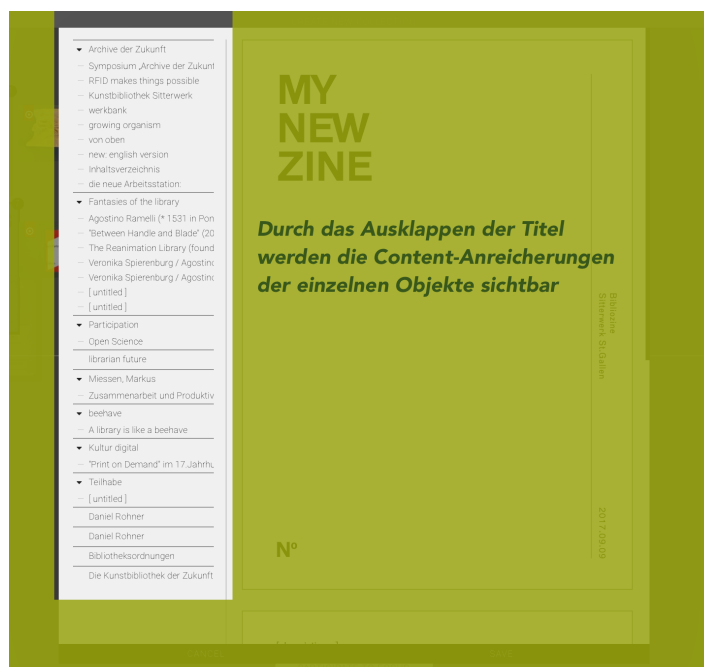 Archive der Zukunft
Symposium „Archive der Zukunf
RFID makes things possible
Kunstbibliothek Sitterwerk
werkbank
growing organism
von oben
new: english version
Inhaltsverzeichnis
die neue Arbeitsstation:
Fantasies of the library
Agostino Ramelli (* 1531 in Pon
"Between Handle and Blade" (20
The Reanimation Library (found
Veronika Spierenburg / Agostino
Veronika Spierenburg / Agostino
[ untitled ]
[ untitled ]
Participation
Open Science
librarian future
Miessen, Markus
Zusammenarbeit und Produktiv
beehave
A library is like a beehave
Kultur digital
"Print on Demand" im 17.Jahrhu
Teilhabe
[ untitled ]
Daniel Rohner
Daniel Rohner
Bibliotheksordnungen
Die Kunstbibliothek der Zukunft
MY
NEW
ZINE
Durch das Ausklappen der Titel
werden die Content-Anreicherungen
der einzelnen Objekte sichtbar
Bibliozine
Sitterwerk St.Gallen
2017.09.09
Nº